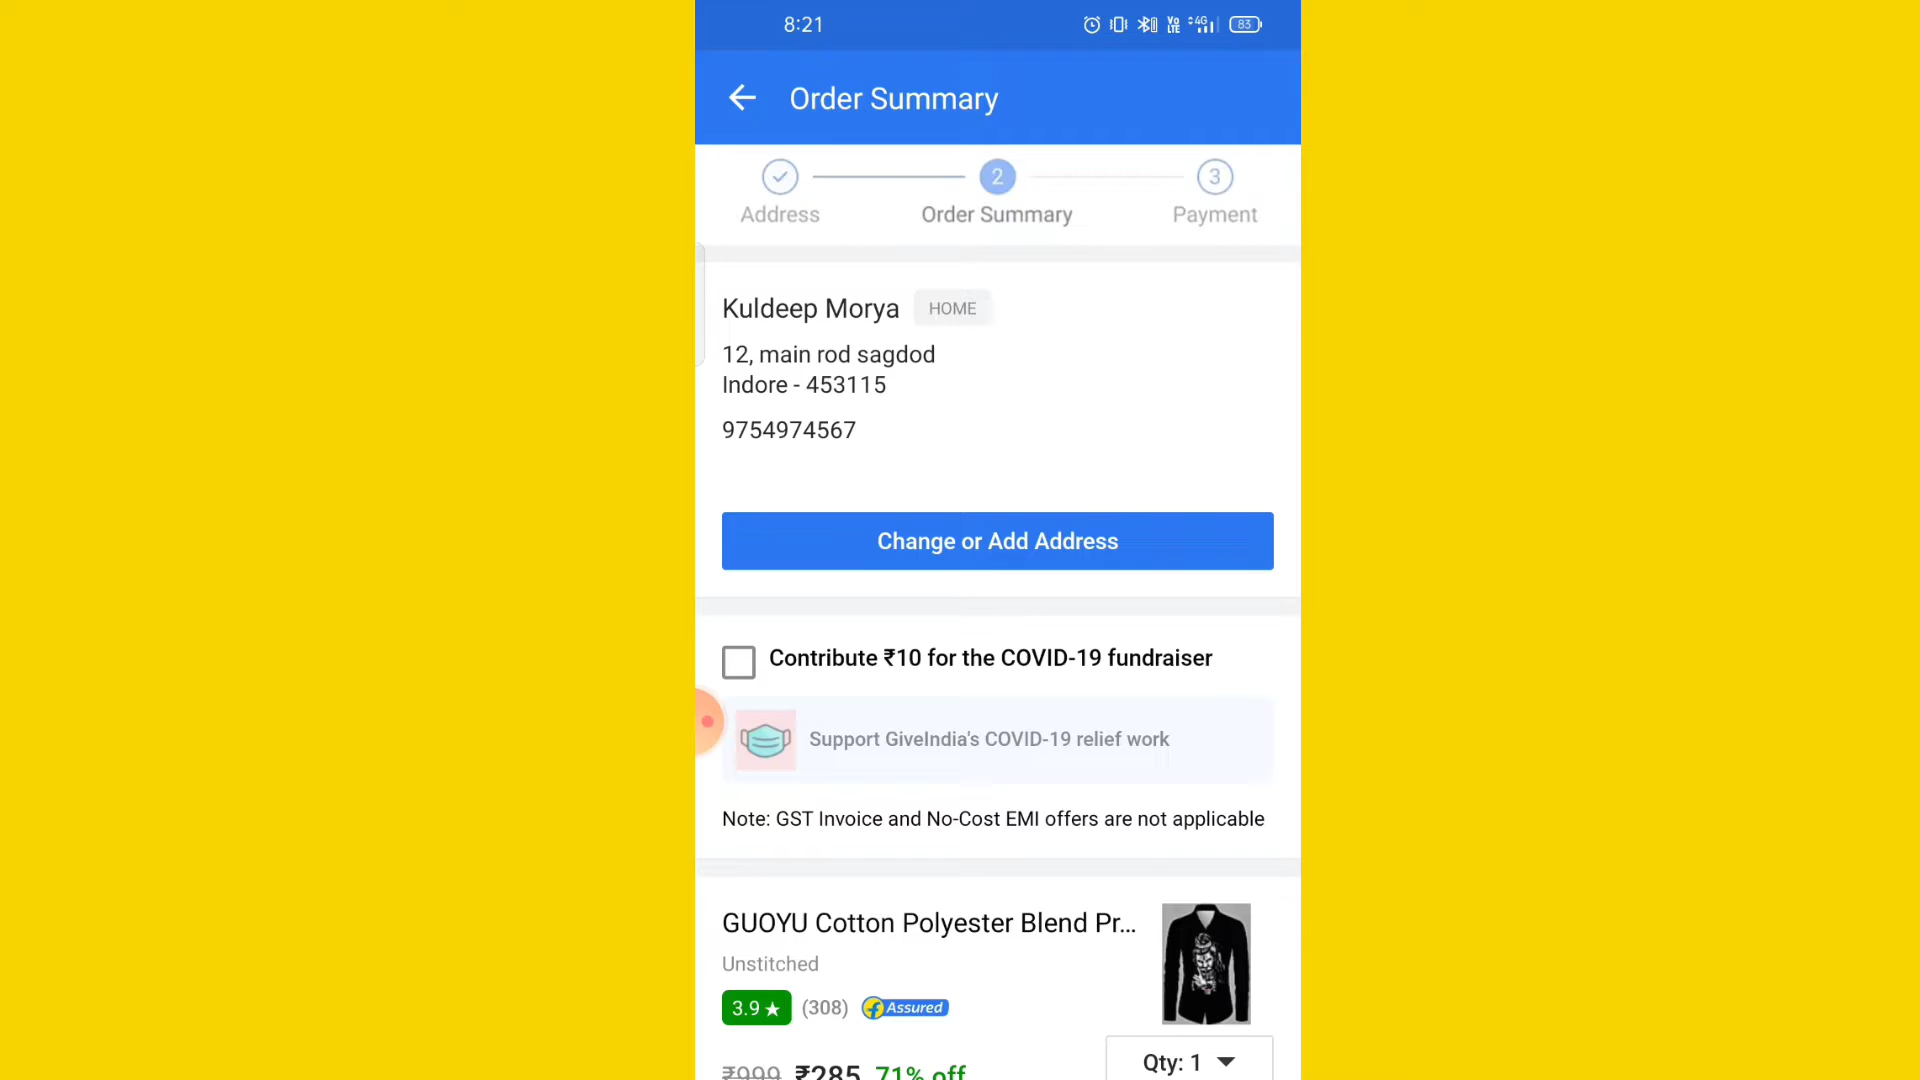 8:21
VoLTE 4G 83
Order Summary
2 3
Address Order Summary Payment
Kuldeep Morya HOME
12, main rod sagdod
Indore - 453115
9754974567
Change or Add Address
Contribute ₹10 for the COVID-19 fundraiser
Support GiveIndia's COVID-19 relief work
Note: GST Invoice and No-Cost EMI offers are not applicable
GUOYU Cotton Polyester Blend Pr...
Unstitched
3.9★ (308) f Assured
Qty: 1
₹999 ₹285 71% off